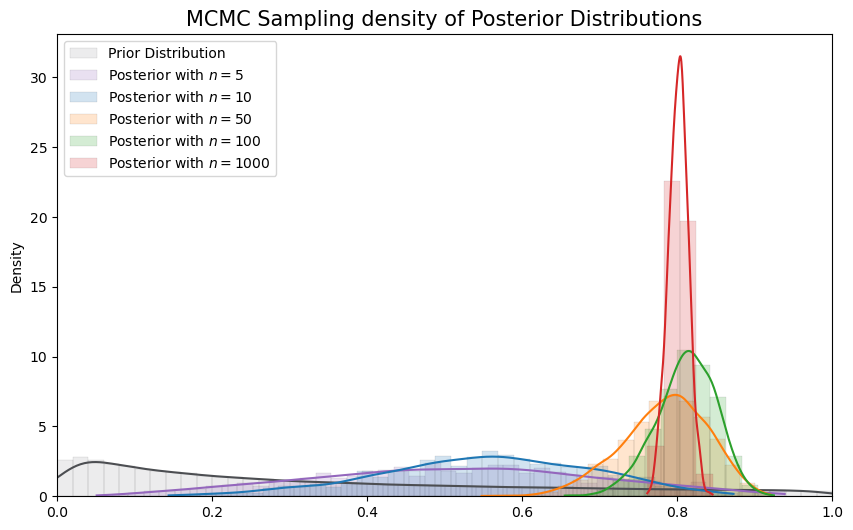 MCMC Sampling density of Posterior Distributions
Prior Distribution
Posterior with n = 5
Posterior with n = 10
Posterior with n = 50
Posterior with n = 100
Posterior with n = 1000
Density
30
25
20
15
10
5
0
0.0 0.2 0.4 0.6 0.8 1.0